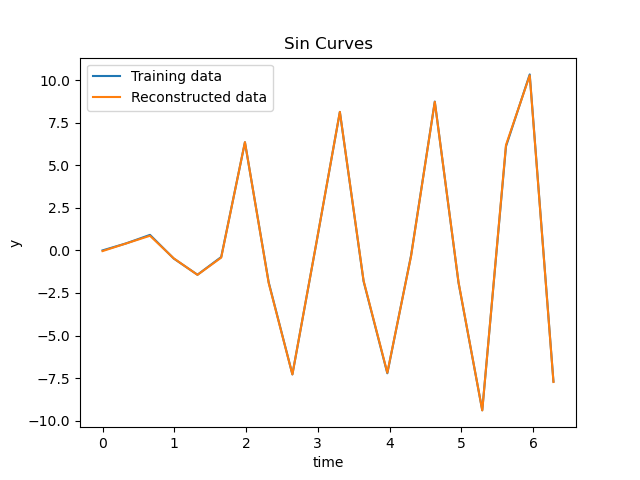 Sin Curves
Training data
Reconstructed data
10.0
7.5
5.0
2.5
0.0
−2.5
−5.0
−7.5
−10.0
y
0 1 2 3 4 5 6
time